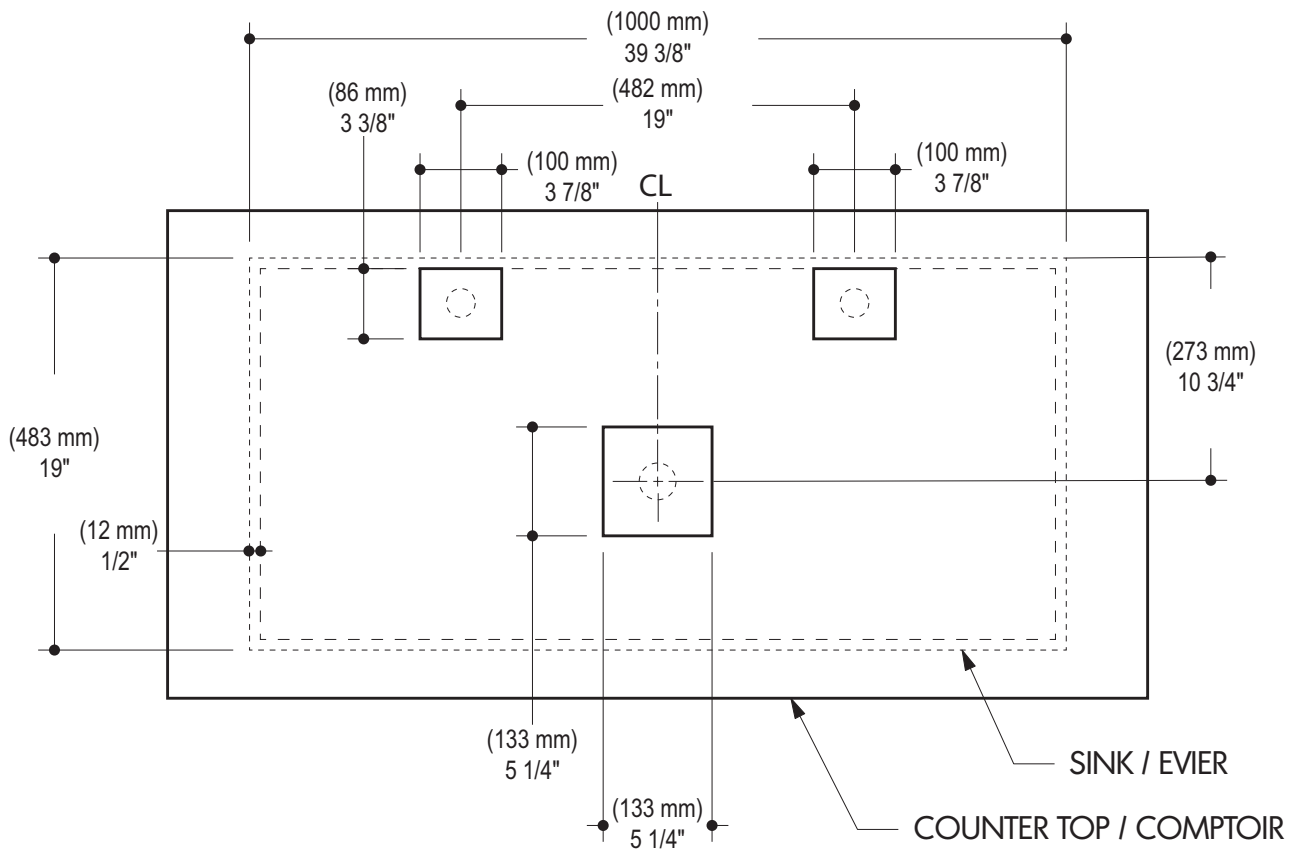 (1000 mm)
39 3/8"
(86 mm)
3 3/8"
(482 mm)
19"
(100 mm)
3 7/8"
CL
(100 mm)
3 7/8"
(273 mm)
10 3/4"
(483 mm)
19"
(12 mm)
1/2"
(133 mm)
5 1/4"
(133 mm)
5 1/4"
SINK / EVIER
COUNTER TOP / COMPTOIR